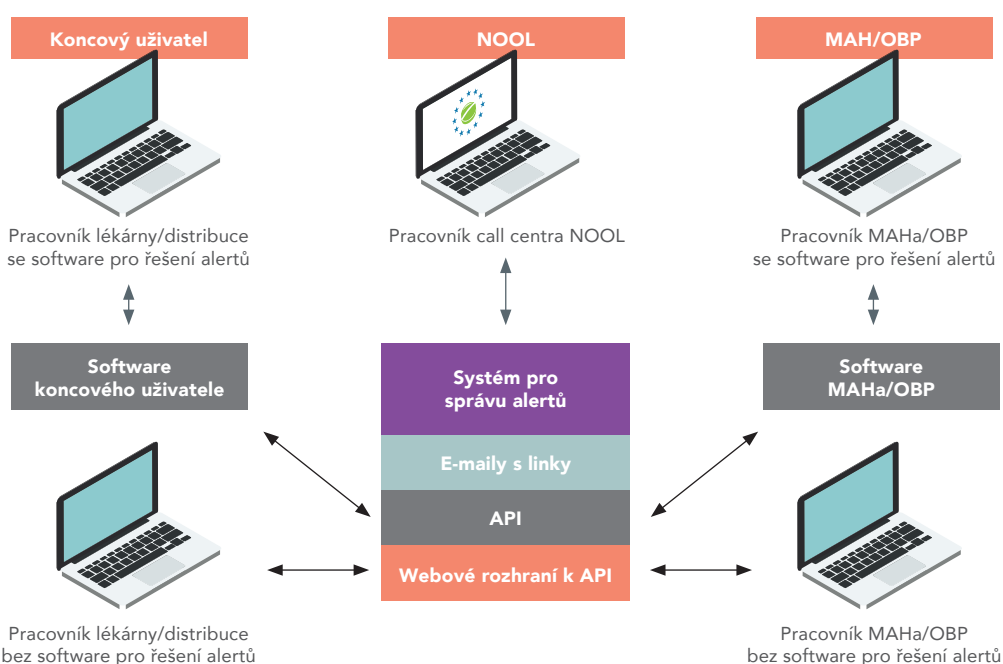 Koncový uživatel
NOOL
MAH/OBP
Pracovník lékárny/distribuce
se software pro řešení alertů
Pracovník call centra NOOL
Pracovník MAHa/OBP
se software pro řešení alertů
Software
koncového uživatele
Systém pro
správu alertů
Software
MAHa/OBP
E-maily s linky
API
Webové rozhraní k API
Pracovník lékárny/distribuce
bez software pro řešení alertů
Pracovník MAHa/OBP
bez software pro řešení alertů